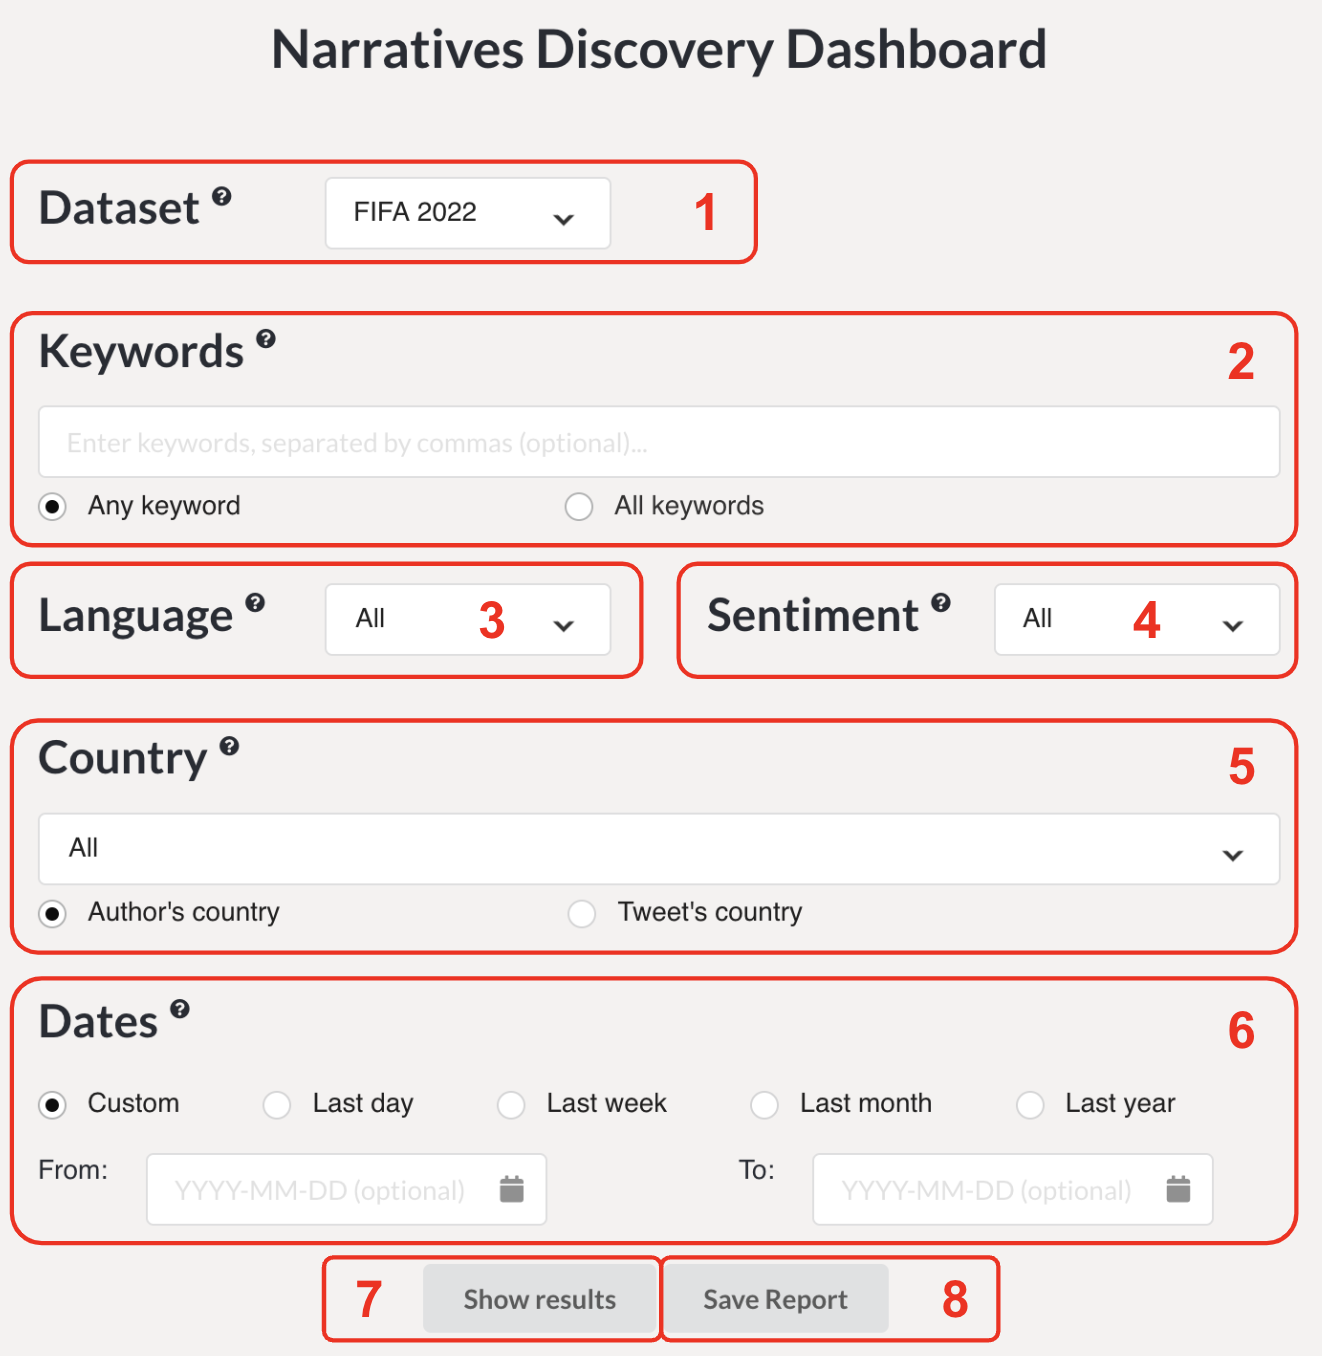 Narratives Discovery Dashboard
Dataset ? FIFA 2022 1
Keywords ? 2
Enter keywords, separated by commas (optional)...
Any keyword All keywords
Language ? All 3 Sentiment ? All 4
Country ? 5
All
Author's country Tweet's country
Dates ? 6
Custom Last day Last week Last month Last year
From: YYYY-MM-DD (optional) To: YYYY-MM-DD (optional)
7 Show results Save Report 8